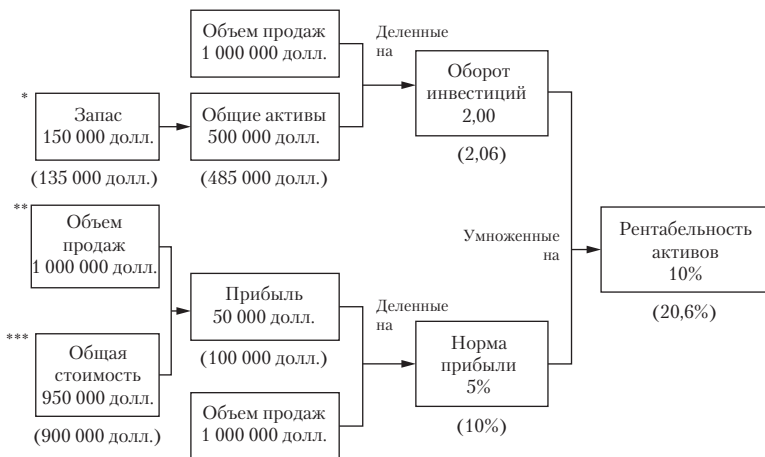 Объем продаж
1 000 000 долл.
Деленные
на
*
Запас
150 000 долл.
(135 000 долл.)
Общие активы
500 000 долл.
(485 000 долл.)
Оборот
инвестиций
2,00
(2,06)
**
Объем
продаж
1 000 000 долл.
Умноженные
на
Рентабельность
активов
10%
(20,6%)
Прибыль
50 000 долл.
(100 000 долл.)
Деленные
на
***
Общая
стоимость
950 000 долл.
(900 000 долл.)
Норма
прибыли
5%
(10%)
Объем продаж
1 000 000 долл.